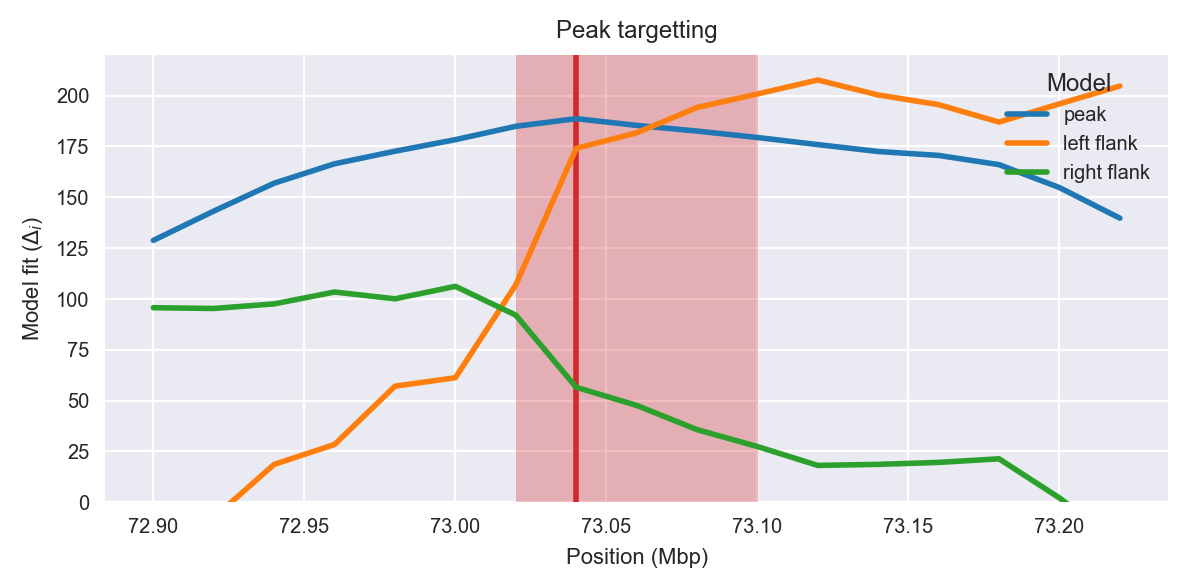 Peak targetting
Model fit (Δi)
200
175
150
125
100
75
50
25
0
Model
peak
left flank
right flank
72.90 72.95 73.00 73.05 73.10 73.15 73.20
Position (Mbp)